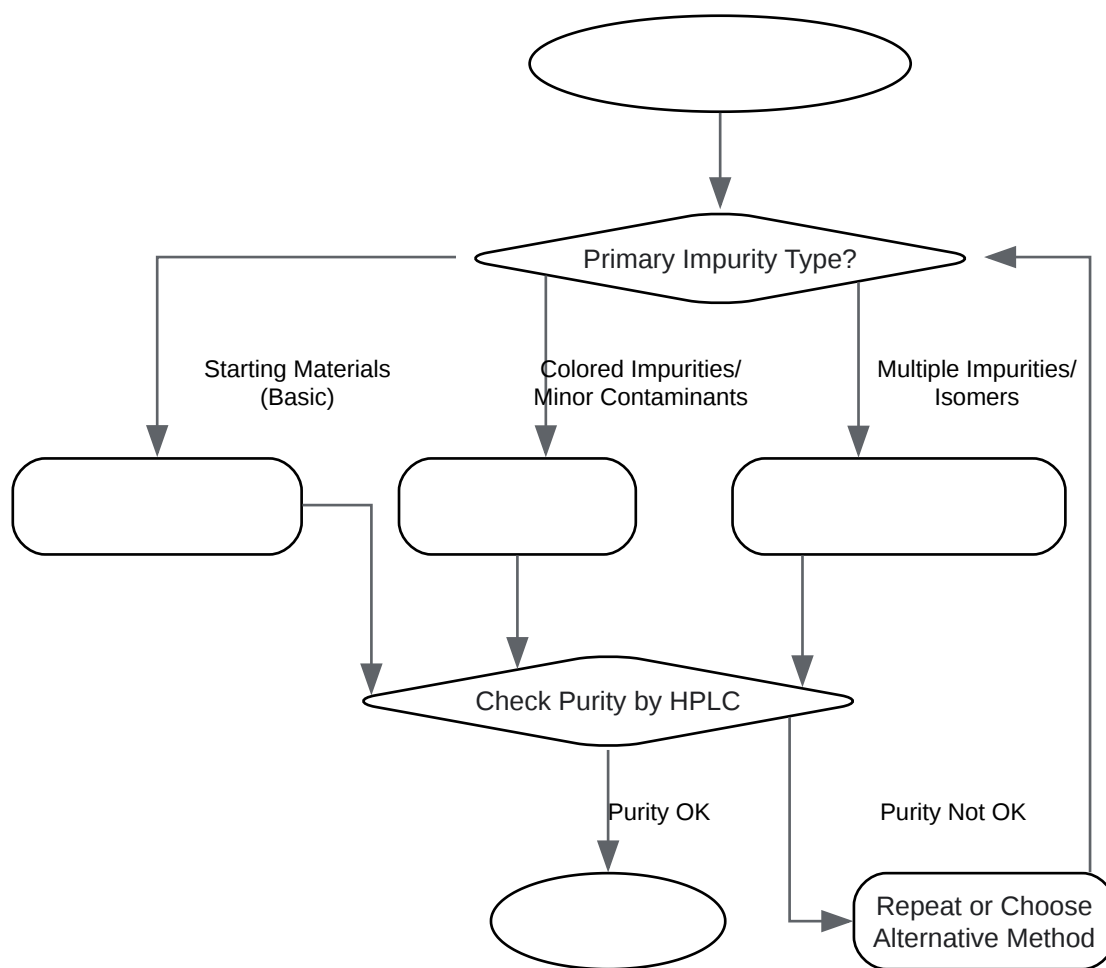 Primary Impurity Type?
Starting Materials
(Basic)
Colored Impurities/
Minor Contaminants
Multiple Impurities/
Isomers
Check Purity by HPLC
Purity OK
Purity Not OK
Repeat or Choose
Alternative Method